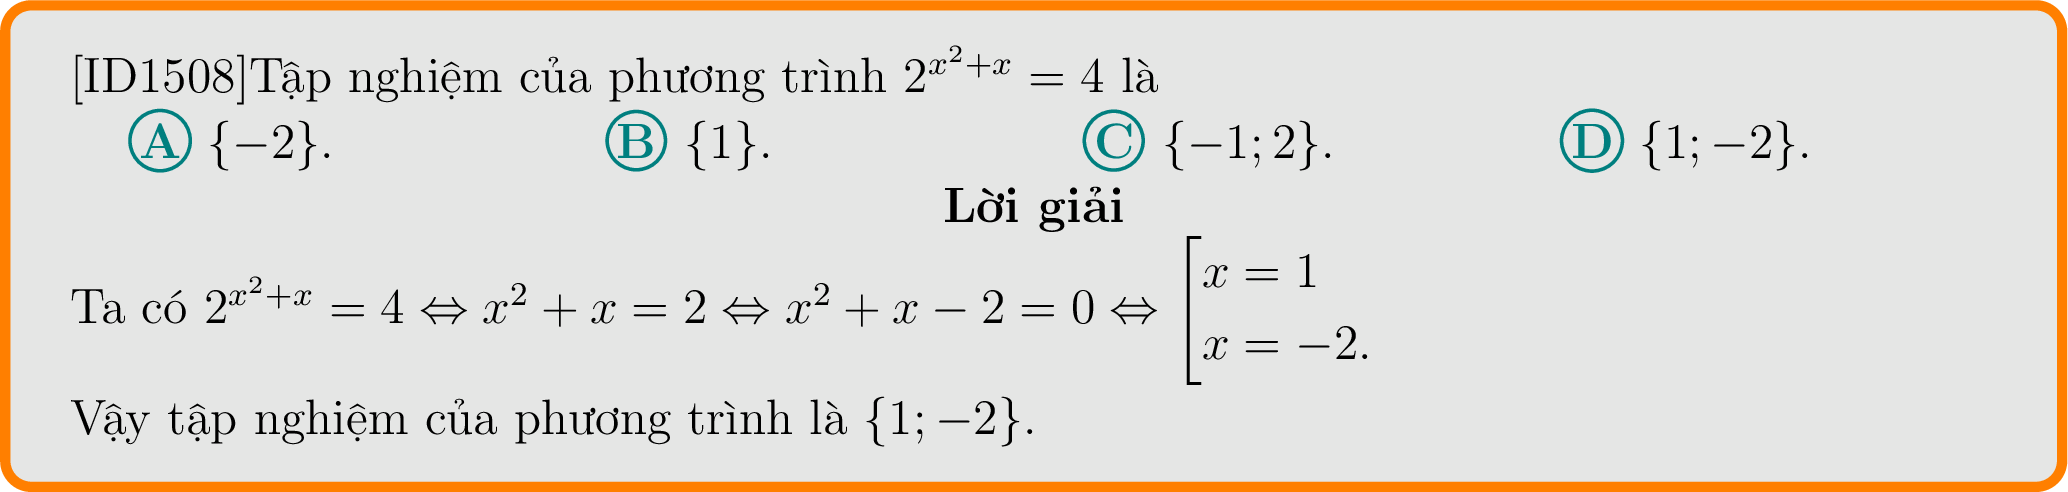 [ID1508]Tập nghiệm của phương trình $2^{x^2+x} = 4$ là
Ⓐ {−2}. Ⓑ {1}. Ⓒ {−1; 2}. Ⓓ {1; −2}.
Lời giải
Ta có $2^{x^2+x} = 4 \Leftrightarrow x^2 + x = 2 \Leftrightarrow x^2 + x - 2 = 0 \Leftrightarrow \left[\begin{array}{l} x = 1 \\ x = -2. \end{array}\right.$
Vậy tập nghiệm của phương trình là {1; −2}.